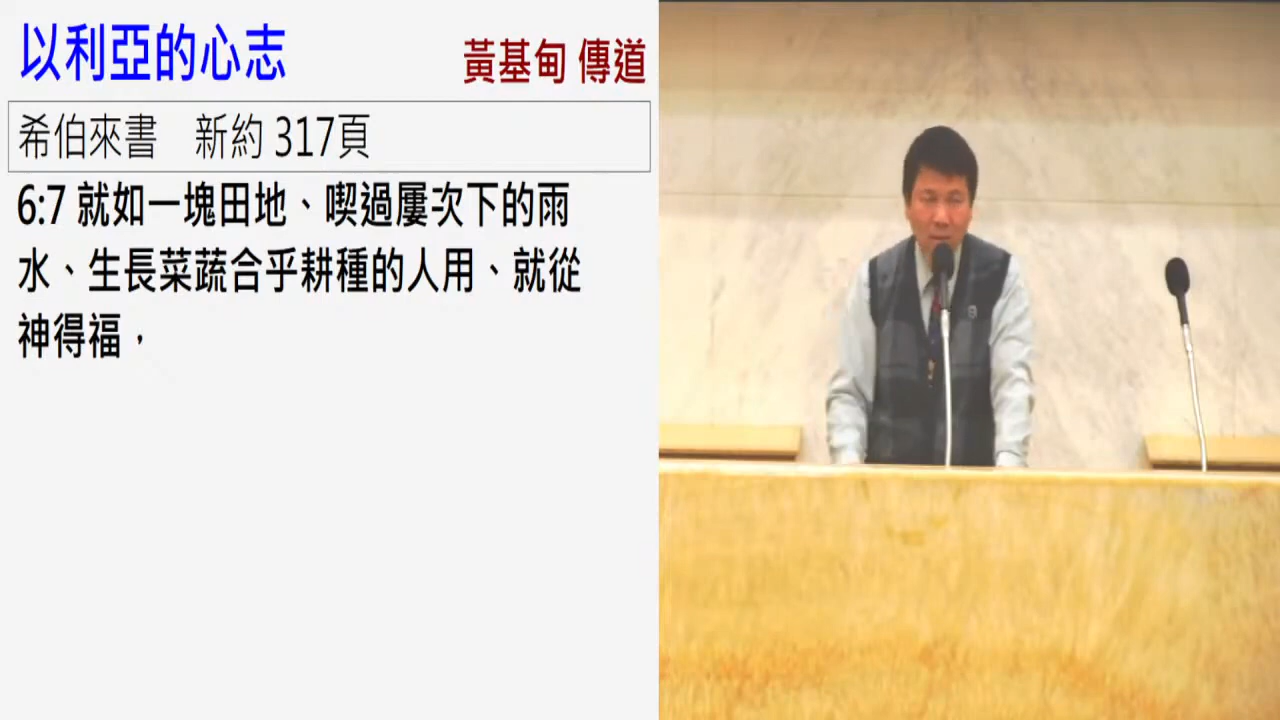 以利亞的心志
黃基甸 傳道
希伯來書 新約 317頁
6:7 就如一塊田地、喫過屢次下的雨
水、生長菜蔬合乎耕種的人用、就從
神得福，